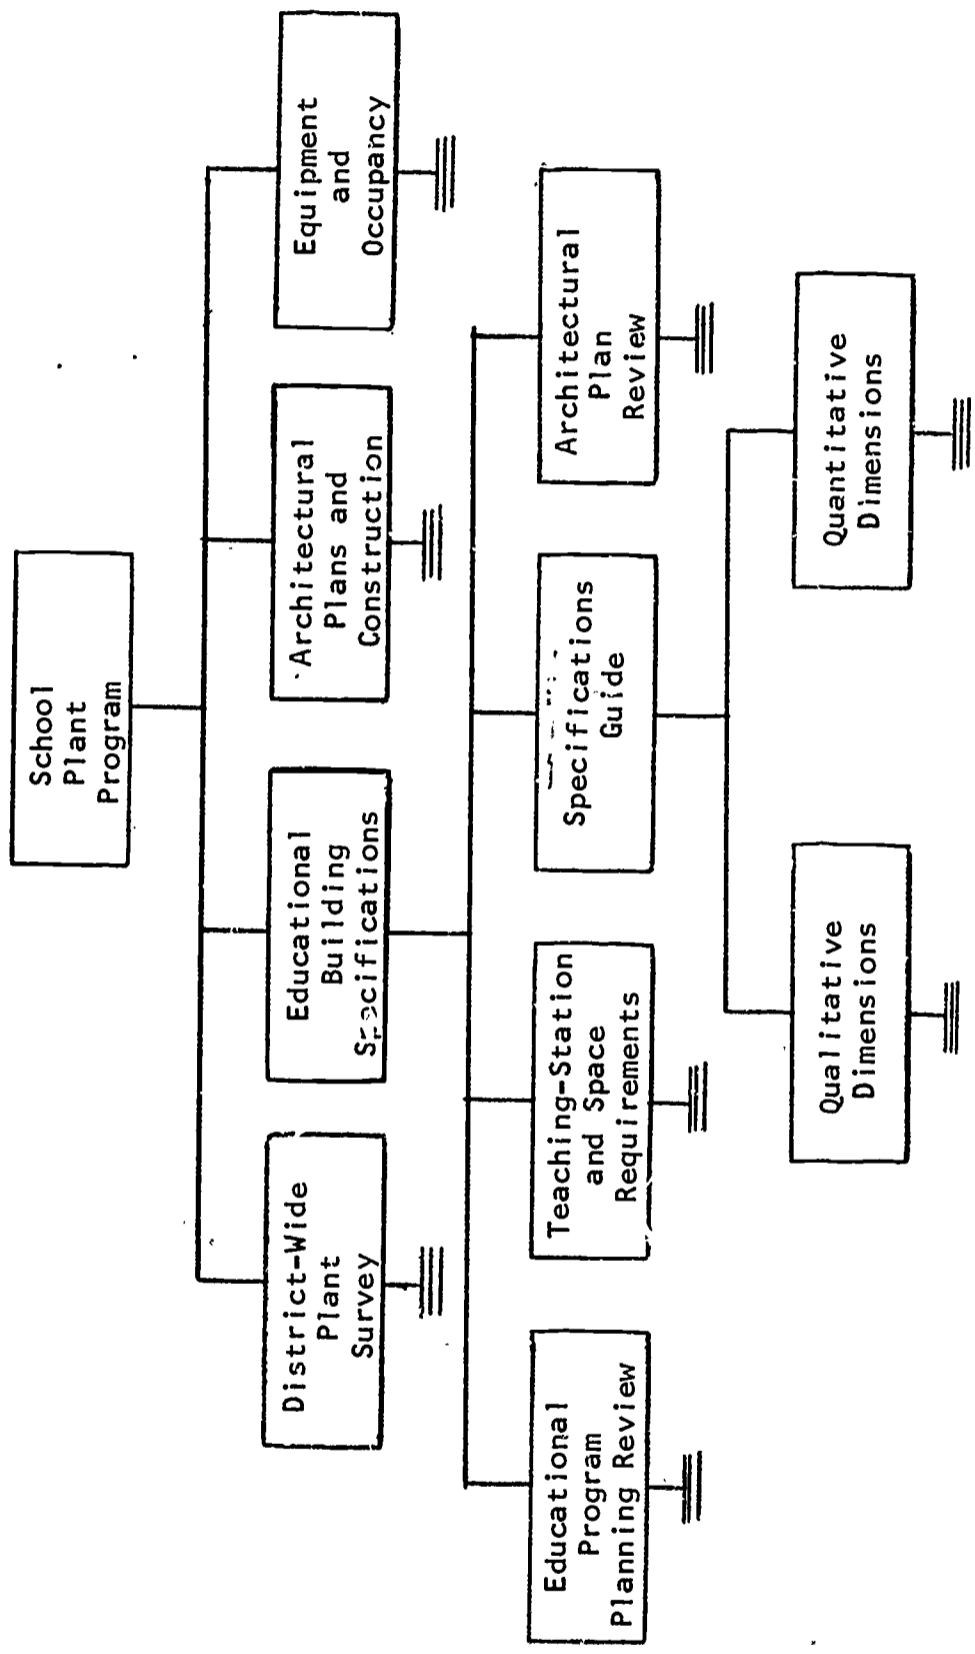 School
Plant
Program
District-Wide
Plant
Survey
Educational
Building
Specifications
Architectural
Plans and
Construction
Equipment
and
Occupancy
Educational
Program
Planning Review
Teaching-Station
and Space
Requirements
Specifications
Guide
Architectural
Plan
Review
Qualitative
Dimensions
Quantitative
Dimensions